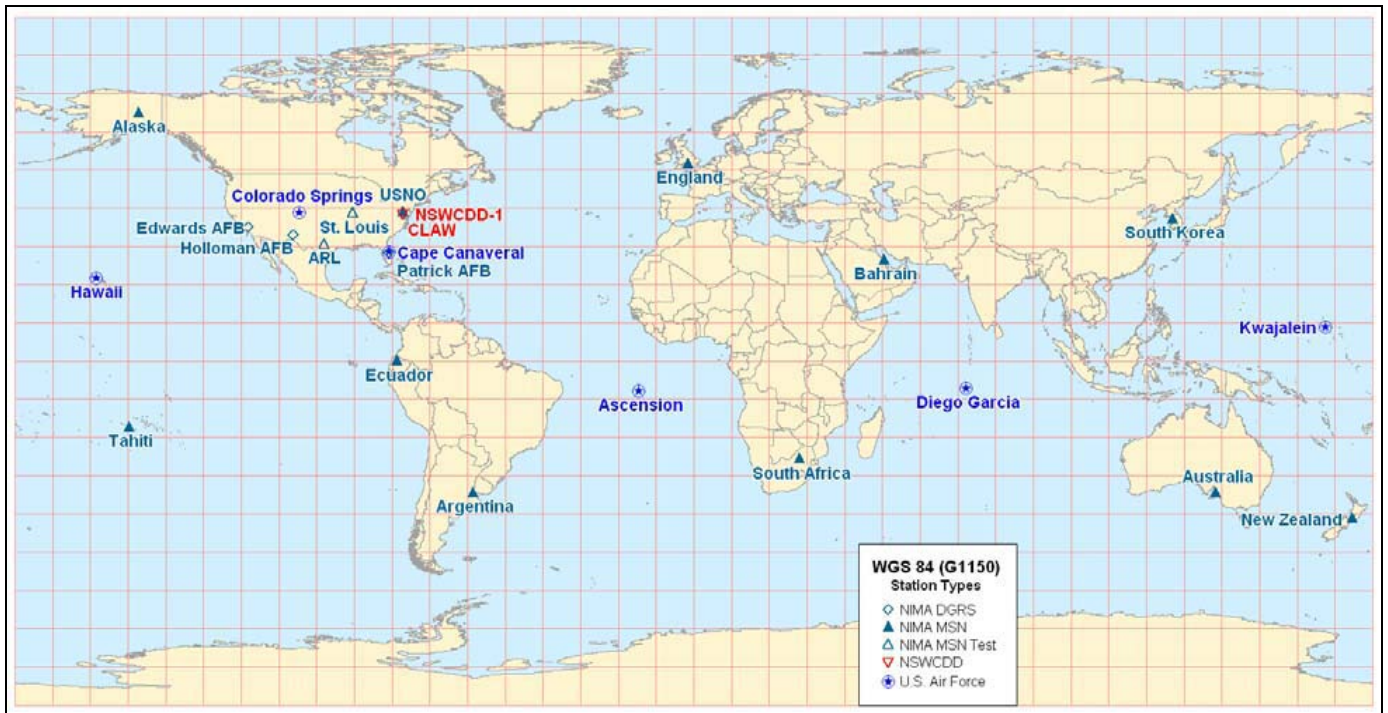 Alaska
England
Colorado Springs
USNO
NSWCDD-1
CLAW
Edwards AFB
St. Louis
Holloman AFB
ARL
Cape Canaveral
Patrick AFB
South Korea
Bahrain
Hawaii
Kwajalein
Ecuador
Ascension
Diego Garcia
Tahiti
South Africa
Australia
Argentina
New Zealand
WGS 84 (G1150)
Station Types
NIMA DGRS
NIMA MSN
NIMA MSN Test
NSWCDD
U.S. Air Force